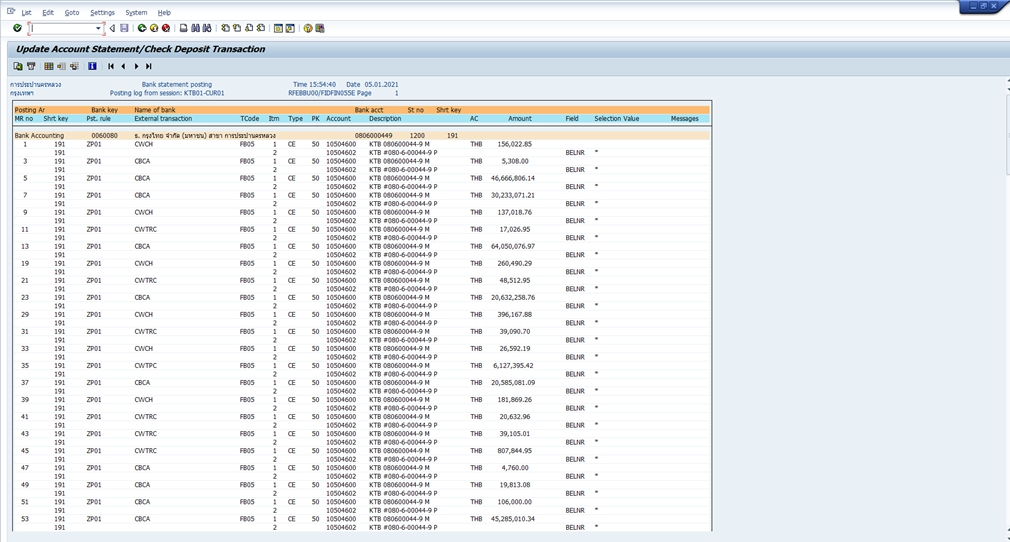 List Edit Goto Settings System Help
Update Account Statement/Check Deposit Transaction
การประปานครหลวง Bank statement posting Time 15:54:40 Date 05.01.2021
กรุงเทพฯ Posting log from session: KTB01-CUR01 RFEBBU00/FIDFIN055E Page 1
Posting Ar Bank key Name of bank Bank acct St no Shrt key
MR no Shrt key Pst. rule External transaction TCode Itm Type PK Account Description AC Amount Field Selection Value Messages
Bank Accounting 0060080 ธ. กรุงไทย จำกัด (มหาชน) สาขา การประปานครหลวง 0806000449 1200 191
1 191 ZP01 CWCH FB05 1 CE 50 10504600 KTB 080600044-9 M THB 156,022.85
191 2 10504602 KTB #080-6-00044-9 P BELNR *
3 191 ZP01 CBCA FB05 1 CE 50 10504600 KTB 080600044-9 M THB 5,308.00
191 2 10504602 KTB #080-6-00044-9 P BELNR *
5 191 ZP01 CBCA FB05 1 CE 50 10504600 KTB 080600044-9 M THB 46,666,806.14
191 2 10504602 KTB #080-6-00044-9 P BELNR *
7 191 ZP01 CBCA FB05 1 CE 50 10504600 KTB 080600044-9 M THB 30,233,071.21
191 2 10504602 KTB #080-6-00044-9 P BELNR *
9 191 ZP01 CWCH FB05 1 CE 50 10504600 KTB 080600044-9 M THB 137,018.76
191 2 10504602 KTB #080-6-00044-9 P BELNR *
11 191 ZP01 CWTRC FB05 1 CE 50 10504600 KTB 080600044-9 M THB 17,026.95
191 2 10504602 KTB #080-6-00044-9 P BELNR *
13 191 ZP01 CBCA FB05 1 CE 50 10504600 KTB 080600044-9 M THB 64,050,076.97
191 2 10504602 KTB #080-6-00044-9 P BELNR *
19 191 ZP01 CWCH FB05 1 CE 50 10504600 KTB 080600044-9 M THB 260,490.29
191 2 10504602 KTB #080-6-00044-9 P BELNR *
21 191 ZP01 CWTRC FB05 1 CE 50 10504600 KTB 080600044-9 M THB 48,512.95
191 2 10504602 KTB #080-6-00044-9 P BELNR *
23 191 ZP01 CBCA FB05 1 CE 50 10504600 KTB 080600044-9 M THB 20,632,258.76
191 2 10504602 KTB #080-6-00044-9 P BELNR *
29 191 ZP01 CWCH FB05 1 CE 50 10504600 KTB 080600044-9 M THB 396,167.88
191 2 10504602 KTB #080-6-00044-9 P BELNR *
31 191 ZP01 CWTRC FB05 1 CE 50 10504600 KTB 080600044-9 M THB 39,090.70
191 2 10504602 KTB #080-6-00044-9 P BELNR *
33 191 ZP01 CWCH FB05 1 CE 50 10504600 KTB 080600044-9 M THB 26,592.19
191 2 10504602 KTB #080-6-00044-9 P BELNR *
35 191 ZP01 CWTPC FB05 1 CE 50 10504600 KTB 080600044-9 M THB 6,127,395.42
191 2 10504602 KTB #080-6-00044-9 P BELNR *
37 191 ZP01 CBCA FB05 1 CE 50 10504600 KTB 080600044-9 M THB 20,585,081.09
191 2 10504602 KTB #080-6-00044-9 P BELNR *
39 191 ZP01 CWCH FB05 1 CE 50 10504600 KTB 080600044-9 M THB 181,869.26
191 2 10504602 KTB #080-6-00044-9 P BELNR *
41 191 ZP01 CWTRC FB05 1 CE 50 10504600 KTB 080600044-9 M THB 20,632.96
191 2 10504602 KTB #080-6-00044-9 P BELNR *
43 191 ZP01 CWTRC FB05 1 CE 50 10504600 KTB 080600044-9 M THB 39,105.01
191 2 10504602 KTB #080-6-00044-9 P BELNR *
45 191 ZP01 CWTRC FB05 1 CE 50 10504600 KTB 080600044-9 M THB 807,844.95
191 2 10504602 KTB #080-6-00044-9 P BELNR *
47 191 ZP01 CBCA FB05 1 CE 50 10504600 KTB 080600044-9 M THB 4,760.00
191 2 10504602 KTB #080-6-00044-9 P BELNR *
49 191 ZP01 CBCA FB05 1 CE 50 10504600 KTB 080600044-9 M THB 19,813.08
191 2 10504602 KTB #080-6-00044-9 P BELNR *
51 191 ZP01 CBCA FB05 1 CE 50 10504600 KTB 080600044-9 M THB 106,000.00
191 2 10504602 KTB #080-6-00044-9 P BELNR *
53 191 ZP01 CBCA FB05 1 CE 50 10504600 KTB 080600044-9 M THB 45,285,010.34
191 2 10504602 KTB #080-6-00044-9 P BELNR *